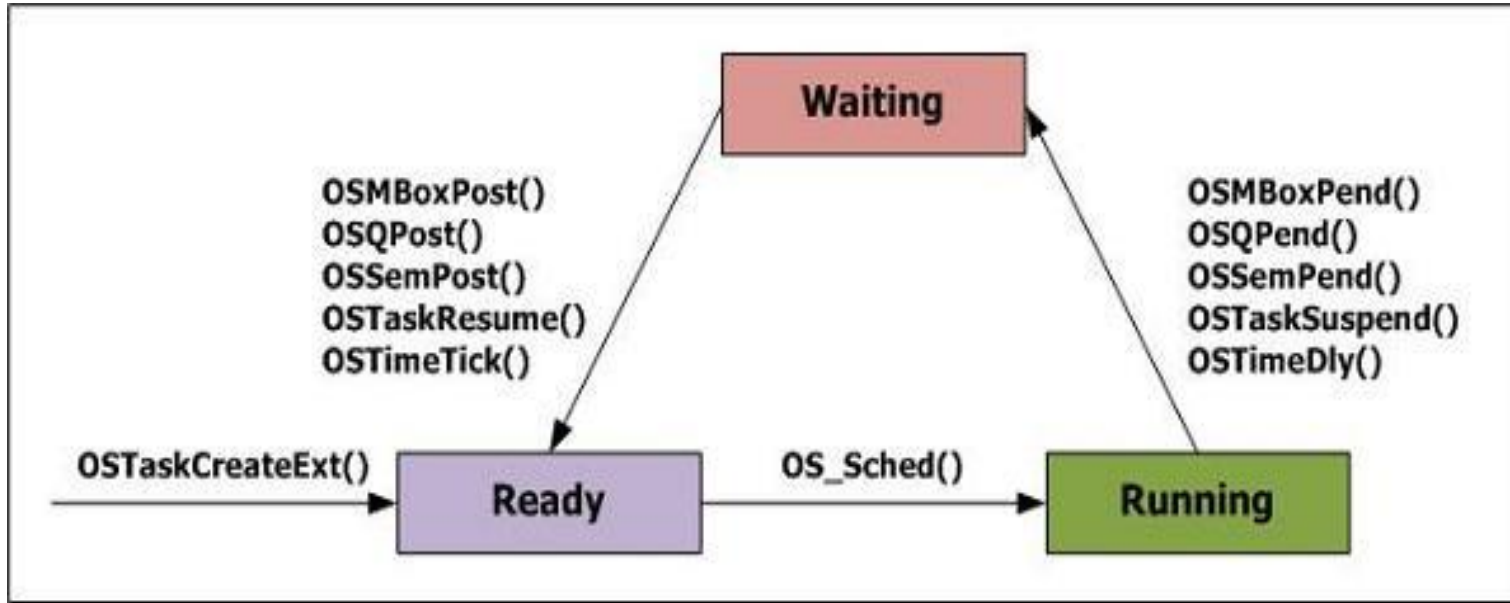 Waiting
OSMBoxPost()
OSQPost()
OSSemPost()
OSTaskResume()
OSTimeTick()
OSMBoxPend()
OSQPend()
OSSemPend()
OSTaskSuspend()
OSTimeDly()
OSTaskCreateExt()
Ready
OS_Sched()
Running